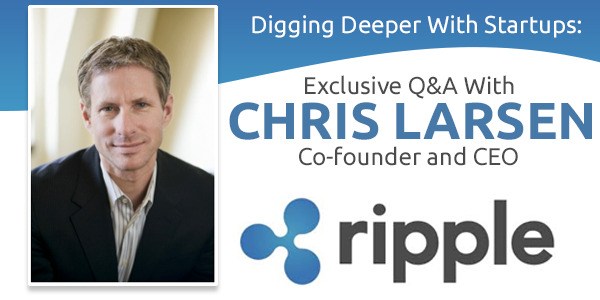 Digging Deeper With Startups:
Exclusive Q&A With
CHRIS LARSEN
Co-founder and CEO
ripple